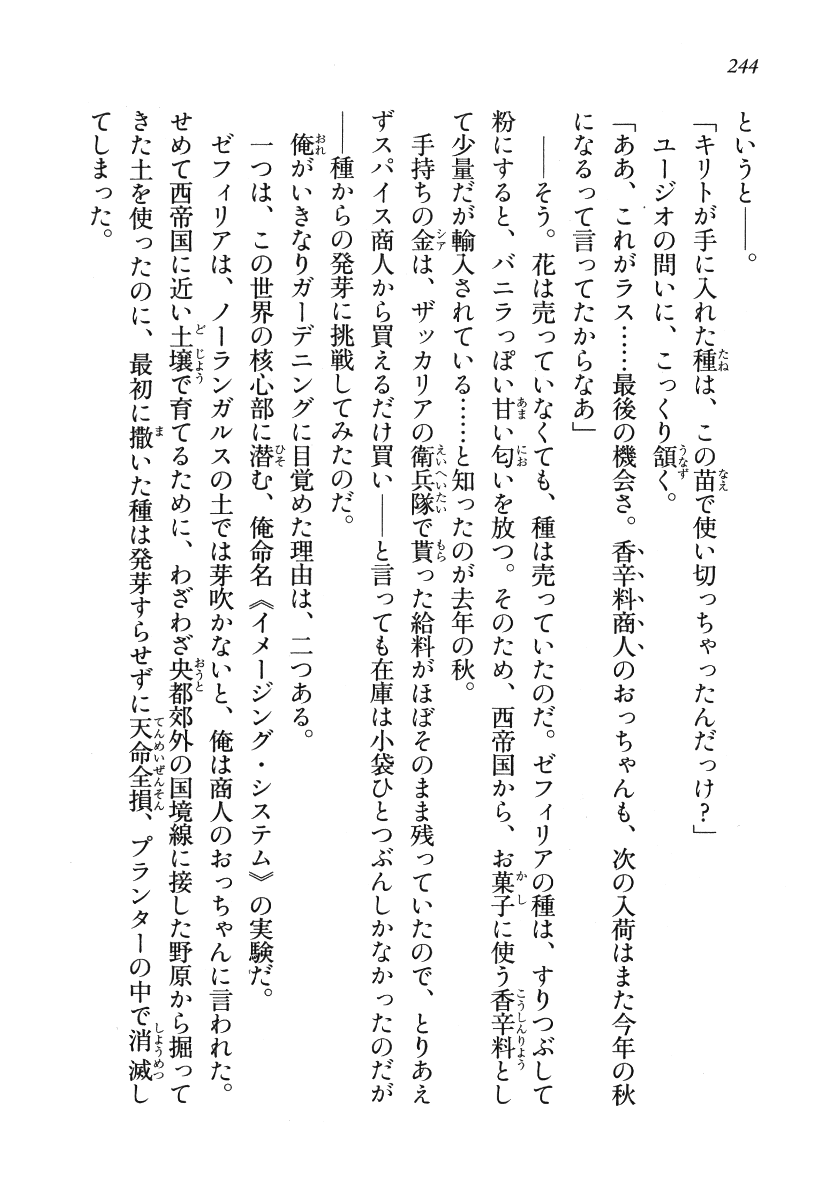 244
というと——。
「キリトが手に入れた種は、この苗で使い切っちゃったんだっけ？」
ユージオの問いに、こっくり頷く。
「ああ、これがラス……最後の機会さ。香辛料商人のおっちゃんも、次の入荷はまた今年の秋
になるって言ってたからなあ」
——そう。花は売っていなくても、種は売っていたのだ。ゼフィリアの種は、すりつぶして
粉にすると、バニラっぽい甘い匂いを放つ。そのため、西帝国から、お菓子に使う香辛料とし
て少量だが輸入されている……と知ったのが去年の秋。
手持ちの金は、ザッカリアの衛兵隊で貰った給料がほぼそのまま残っていたので、とりあえ
ずスパイス商人から買えるだけ買い——と言っても在庫は小袋ひとつぶんしかなかったのだが
——種からの発芽に挑戦してみたのだ。
俺がいきなりガーデニングに目覚めた理由は、二つある。
一つは、この世界の核心部に潜む、俺命名《イメージング・システム》の実験だ。
ゼフィリアは、ノーランガルスの土では芽吹かないと、俺は商人のおっちゃんに言われた。
せめて西帝国に近い土壌で育てるために、わざわざ央都郊外の国境線に接した野原から掘って
きた土を使ったのに、最初に撒いた種は発芽すらせずに天命全損、プランターの中で消滅し
てしまった。